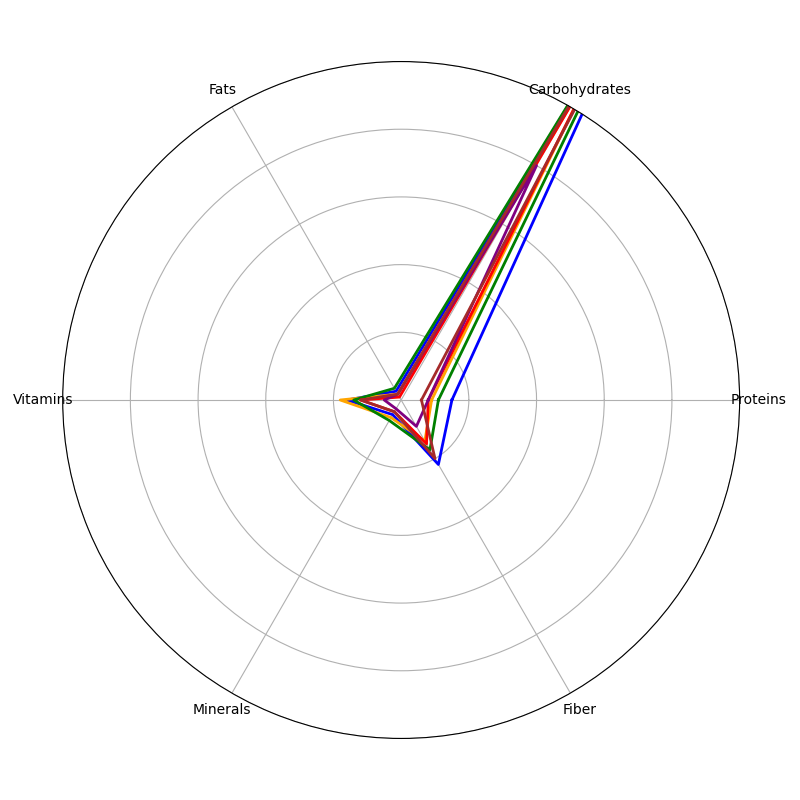 Fats
Carbohydrates
Vitamins
Proteins
Minerals
Fiber